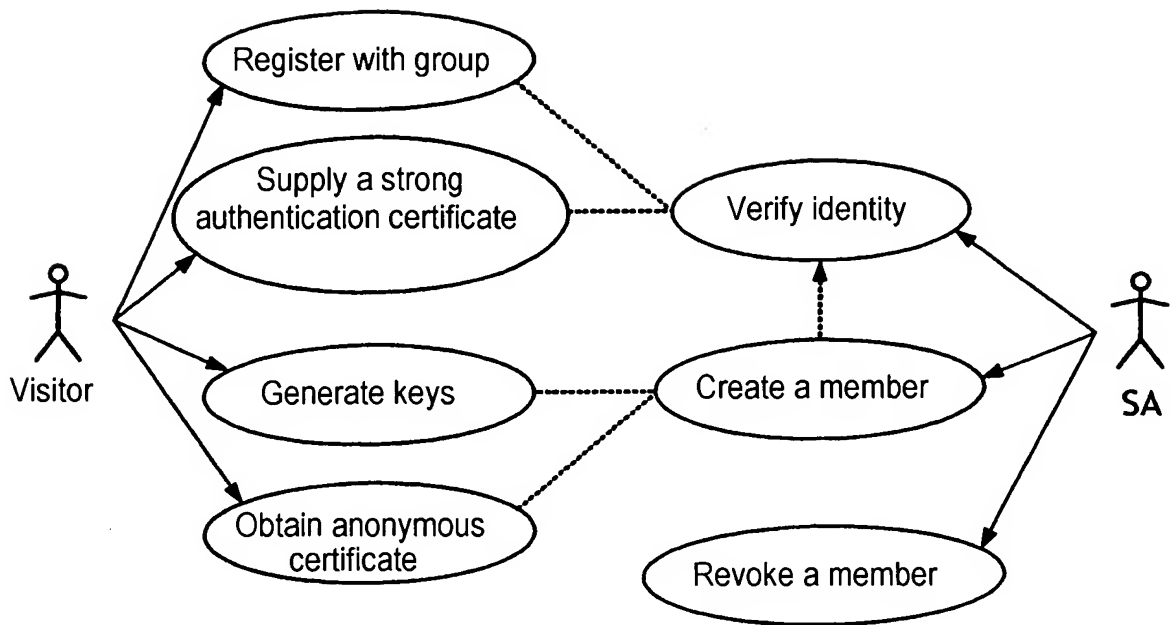 Register with group
Supply a strong
authentication certificate
Verify identity
Visitor
Generate keys
Create a member
SA
Obtain anonymous
certificate
Revoke a member